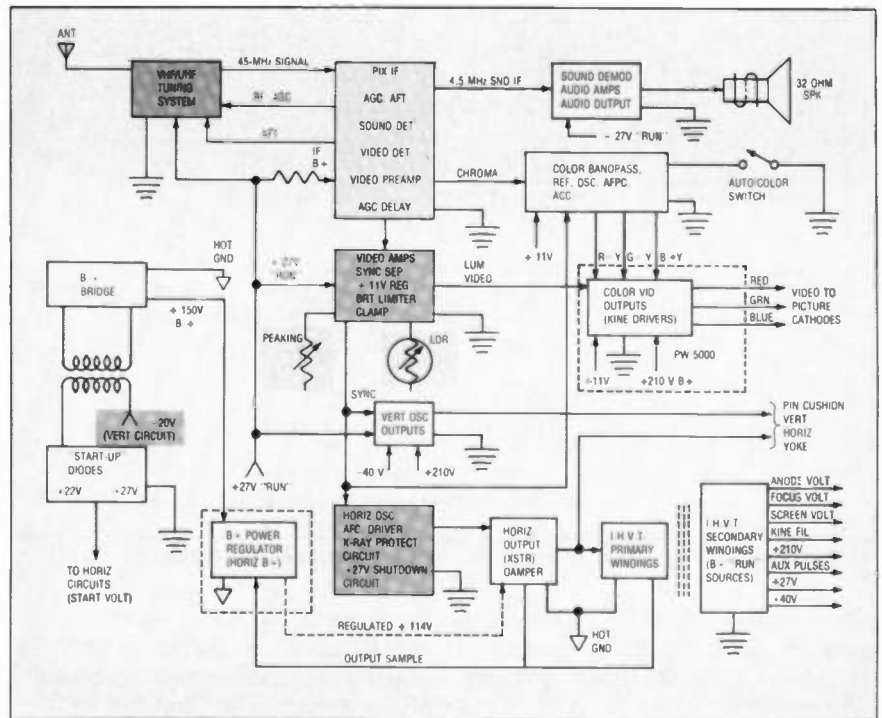 ANT
VHF/UHF
TUNING
SYSTEM
45-MHz SIGNAL
RF AGC
AFT
PIX IF
AGC, AFT
SOUND DET
VIDEO DET
VIDEO PREAMP
AGC DELAY
IF
B +
4.5 MHz SND IF
SOUND DEMOD
AUDIO AMPS
AUDIO OUTPUT
32 OHM
SPK
- 27V "RUN"
CHROMA
COLOR BANDPASS,
REF. OSC. AFPC,
ACC
AUTO COLOR
SWITCH
+ 11V
R - Y
G - Y
B - Y
HOT
GND
B -
BRIDGE
+ 150V
B +
RUN
VIDEO AMPS
SYNC SEP
+ 11V REG
BRT LIMITER
CLAMP
LUM
VIDEO
COLOR VID
OUTPUTS
(KINE DRIVERS)
RED
GRN
BLUE
VIDEO TO
PICTURE
CATHODES
+11V
+210 V B +
PW 5000
PEAKING
LDR
-20V
(VERT CIRCUIT)
START-UP
DIODES
+22V
+27V
TO HORIZ
CIRCUITS
(START VOLT)
SYNC
VERT OSC
OUTPUTS
-40 V
+210V
PIN CUSHION
VERT
HORIZ
YOKE
+27V "RUN"
B + POWER
REGULATOR
(HORIZ B+)
HORIZ OSC
AFC, DRIVER
X-RAY PROTECT
CIRCUIT
+27V SHUTDOWN
CIRCUIT
HORIZ
OUTPUT
(XSTR)
DAMPER
I.H.V.T.
PRIMARY
WINDINGS
I.H.V.T.
SECONDARY
WINDINGS
(B - RUN
SOURCES)
ANODE VOLT
FOCUS VOLT
SCREEN VOLT
KINE FIL
+210V
AUX PULSES
+27V
+40V
HOT
GND
REGULATED + 114V
OUTPUT SAMPLE